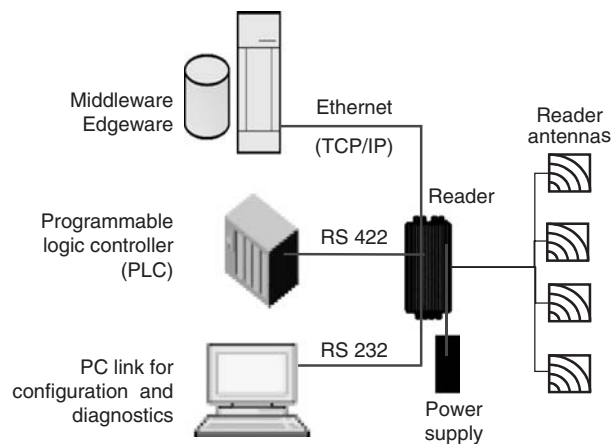 Middleware
Edgeware
Ethernet
(TCP/IP)
Reader
antennas
Reader
Programmable
logic controller
(PLC)
RS 422
PC link for
configuration and
diagnostics
RS 232
Power
supply